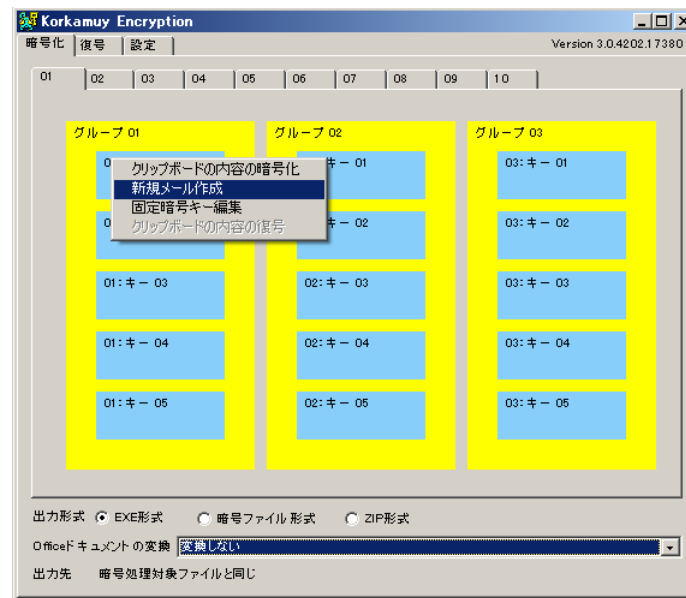 Korkamuy Encryption
暗号化 復号 設定 Version 3.0.4202.17380
01 02 03 04 05 06 07 08 09 10
グループ 01 グループ 02 グループ 03
クリップボードの内容の暗号化
新規メール作成
固定暗号キー編集
クリップボードの内容の復号
キー 01 03:キー 01
キー 02 03:キー 02
01:キー 03 02:キー 03 03:キー 03
01:キー 04 02:キー 04 03:キー 04
01:キー 05 02:キー 05 03:キー 05
出力形式 EXE形式 暗号ファイル形式 ZIP形式
Officeドキュメントの変換 変換しない
出力先 暗号処理対象ファイルと同じ